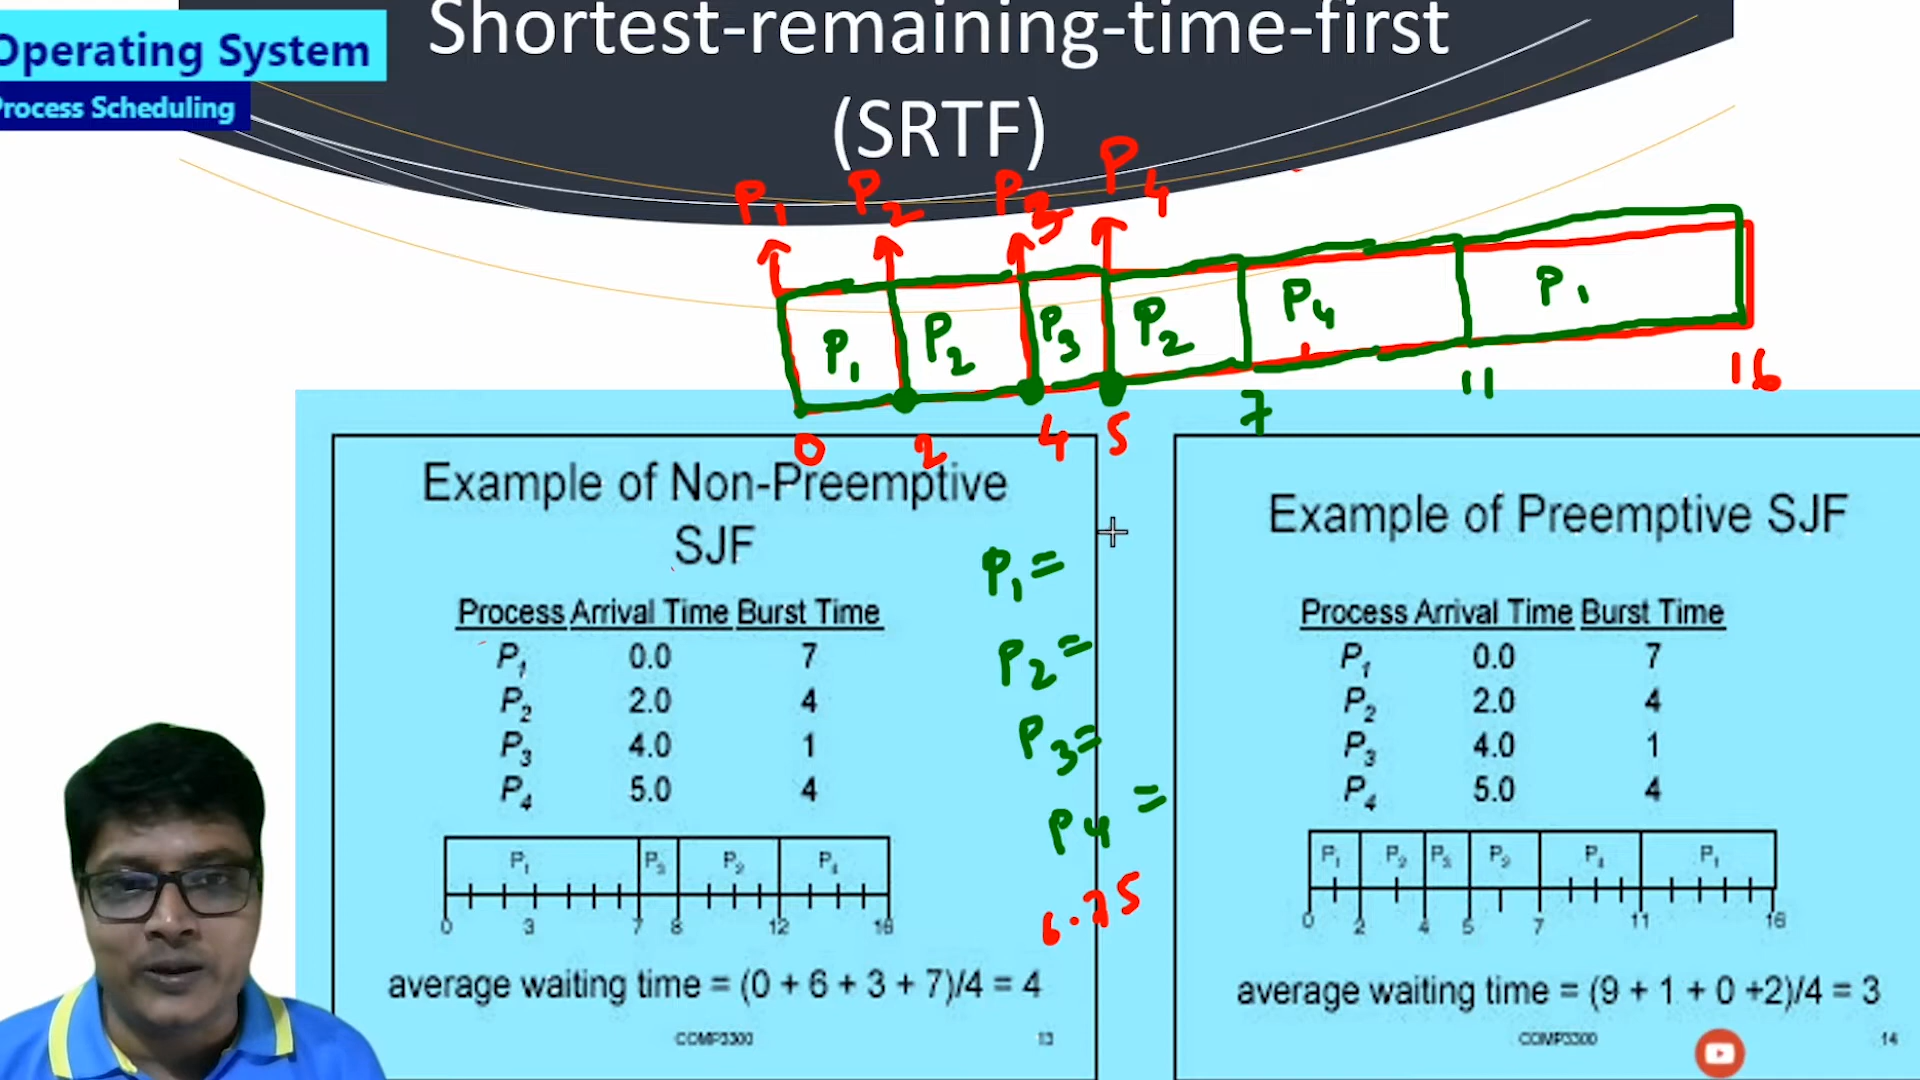 Operating System
Process Scheduling
Shortest-remaining-time-first
(SRTF)
P1 P2 P3 P4
P1 P2 P3 P2 P4 P1
0 2 4 5 7 11 16
Example of Non-Preemptive
SJF
Process Arrival Time Burst Time
P1 0.0 7
P2 2.0 4
P3 4.0 1
P4 5.0 4
P1 P3 P2 P4
0 3 7 8 12 16
average waiting time = (0 + 6 + 3 + 7)/4 = 4
COMP3300 13
P1 =
P2 =
P3 =
P4 =
6.75
Example of Preemptive SJF
Process Arrival Time Burst Time
P1 0.0 7
P2 2.0 4
P3 4.0 1
P4 5.0 4
P1 P2 P3 P2 P4 P1
0 2 4 5 7 11 16
average waiting time = (9 + 1 + 0 +2)/4 = 3
COMP3300 14